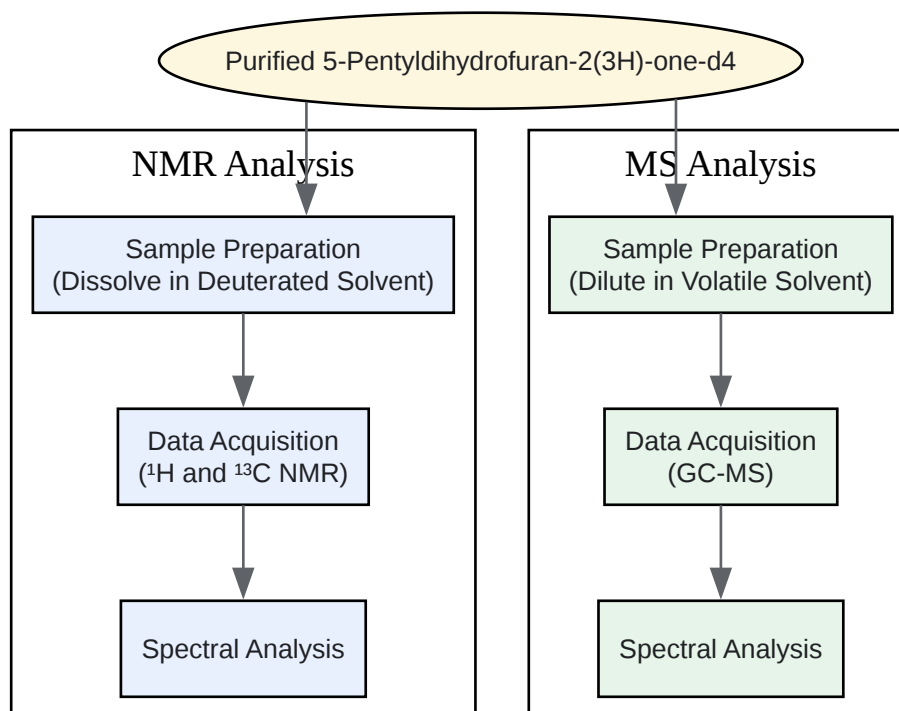 Purified 5-Pentyldihydrofuran-2(3H)-one-d4
NMR Analysis
Sample Preparation
(Dissolve in Deuterated Solvent)
Data Acquisition
(¹H and ¹³C NMR)
Spectral Analysis
MS Analysis
Sample Preparation
(Dilute in Volatile Solvent)
Data Acquisition
(GC-MS)
Spectral Analysis